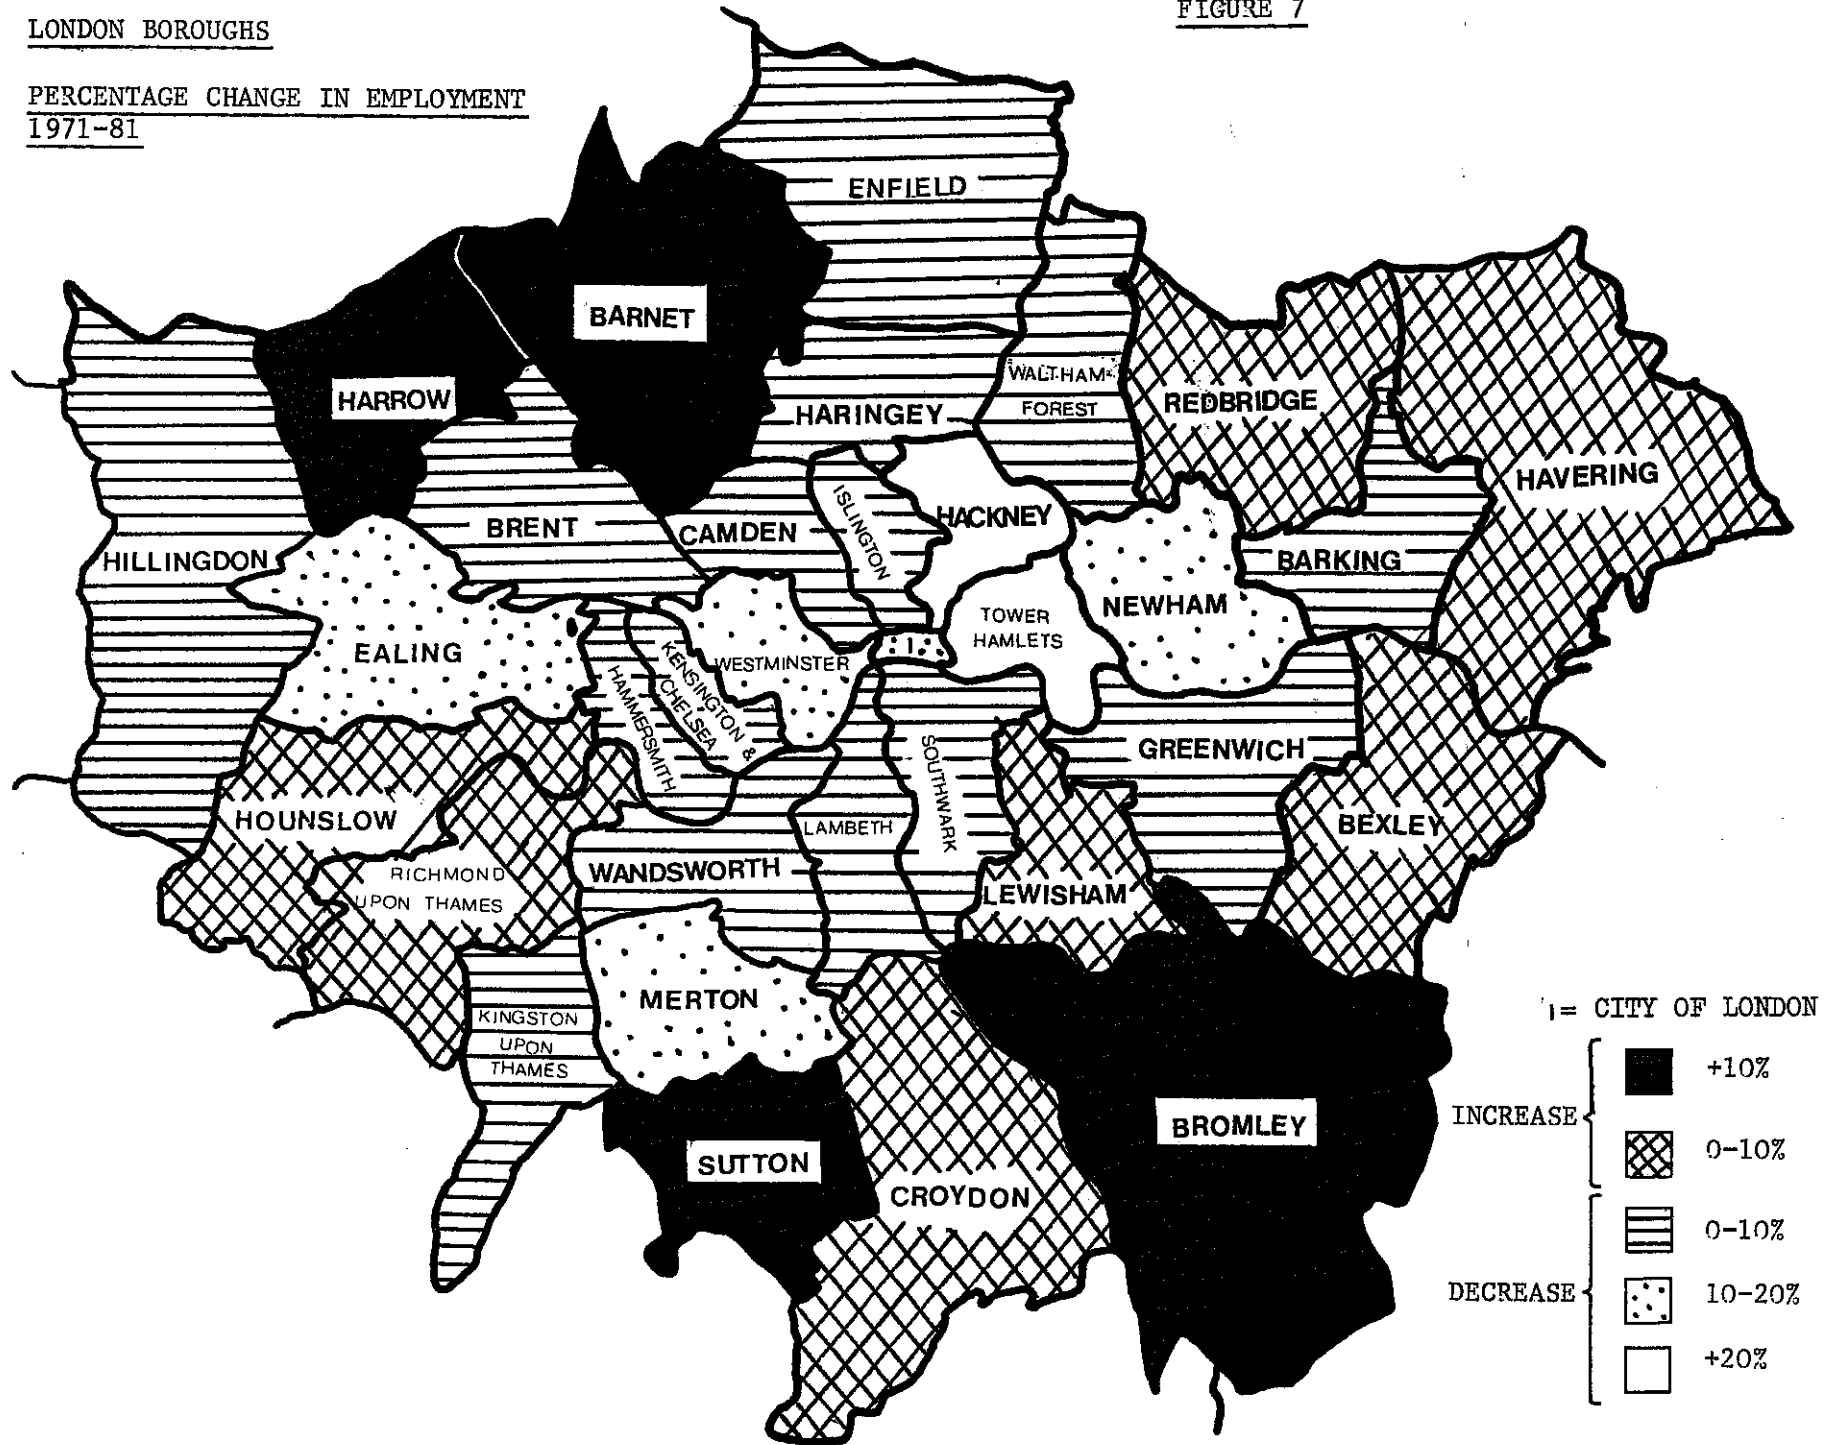 LONDON BOROUGHS
FIGURE 7
PERCENTAGE CHANGE IN EMPLOYMENT
1971-81
ENFIELD
BARNET
HARROW
HARINGEY
WALTHAM
FOREST
REDBRIDGE
HAVERING
HILLINGDON
BRENT
CAMDEN
ISLINGTON
HACKNEY
BARKING
EALING
WESTMINSTER
1
TOWER
HAMLETS
NEWHAM
KENSINGTON &
CHELSEA
HAMMERSMITH
SOUTHWARK
GREENWICH
HOUNSLOW
LAMBETH
BEXLEY
RICHMOND
UPON THAMES
WANDSWORTH
LEWISHAM
MERTON
KINGSTON
UPON
THAMES
SUTTON
CROYDON
BROMLEY
1= CITY OF LONDON
INCREASE
+10%
0-10%
DECREASE
0-10%
10-20%
+20%